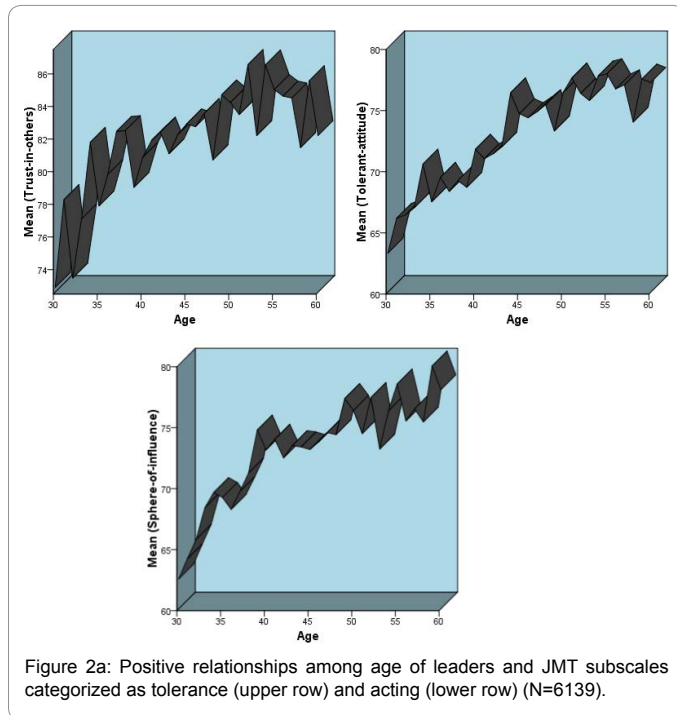 86
84
82
80
78
76
74
Mean (Trust-in-others)
30 35 40 45 50 55 60
Age
80
75
70
65
60
Mean (Tolerant-attitude)
30 35 40 45 50 55 60
Age
80
75
70
65
60
Mean (Sphere-of-influence)
30 35 40 45 50 55 60
Age
Figure 2a: Positive relationships among age of leaders and JMT subscales
categorized as tolerance (upper row) and acting (lower row) (N=6139).